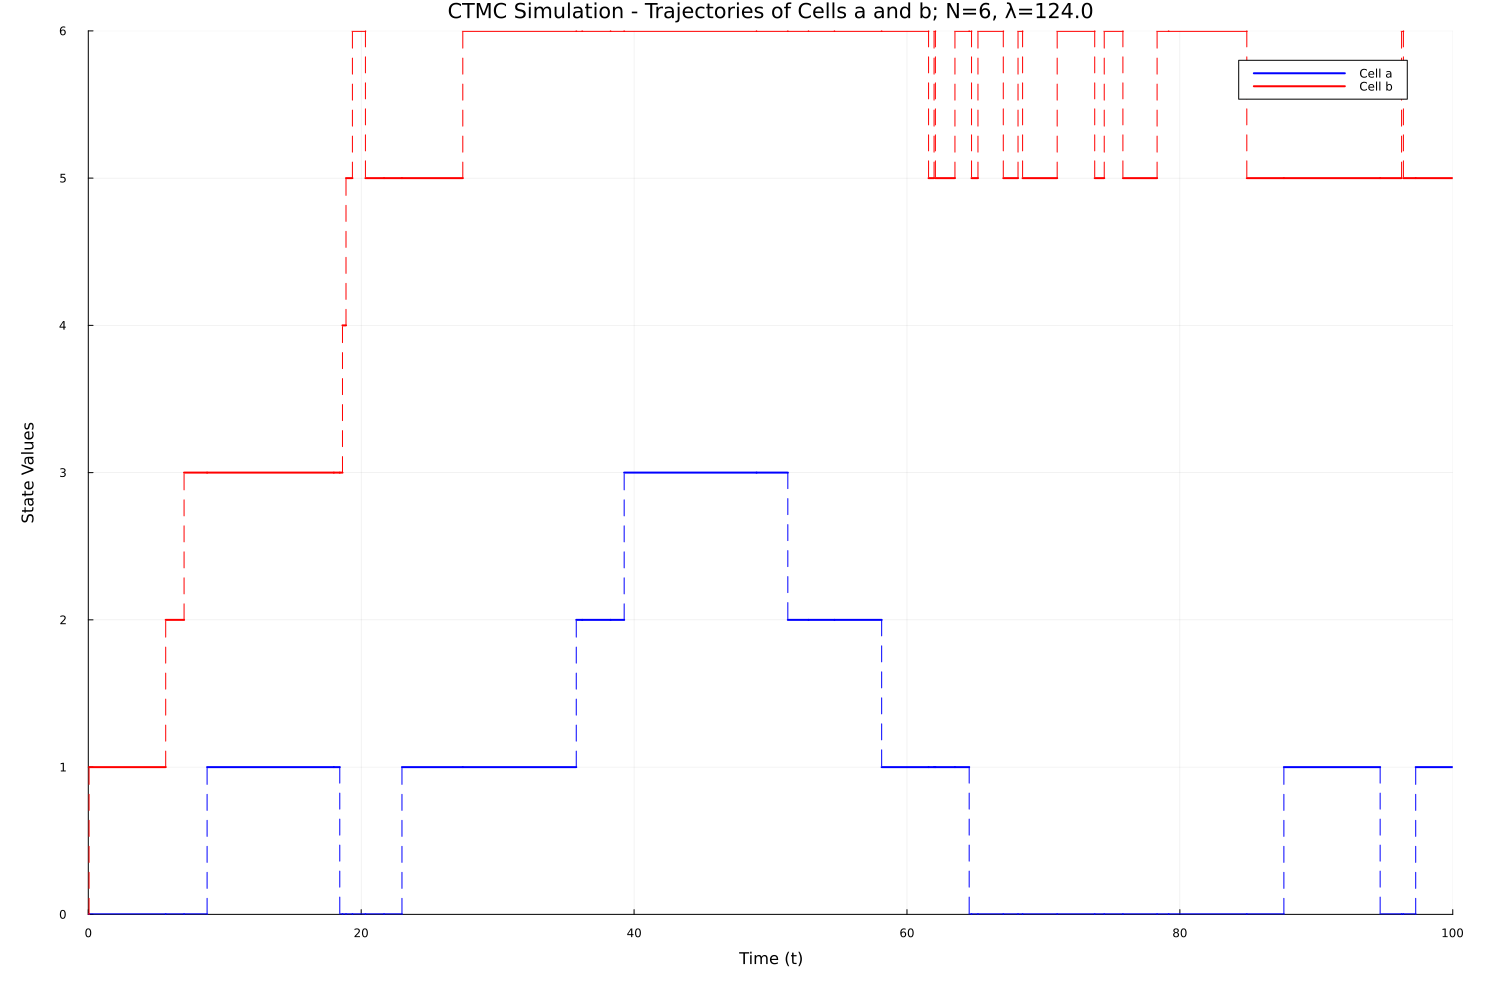 CTMC Simulation - Trajectories of Cells a and b; N=6, λ=124.0
6
5
4
3
2
1
0
State Values
Cell a
Cell b
0 20 40 60 80 100
Time (t)